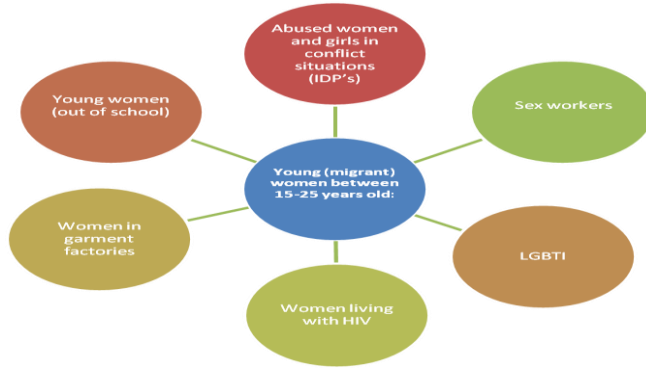 Abused women
and girls in
conflict
situations
(IDP's)
Young women
(out of school)
Sex workers
Young (migrant)
women between
15-25 years old:
Women in
garment
factories
LGBTI
Women living
with HIV